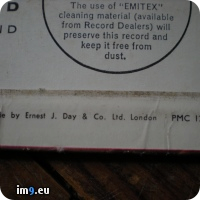 The use of "EMITEX"
cleaning material (available
from Record Dealers) will
preserve this record and
keep it free from
dust.
by Ernest J. Day & Co. Ltd. London PMC
img9.eu